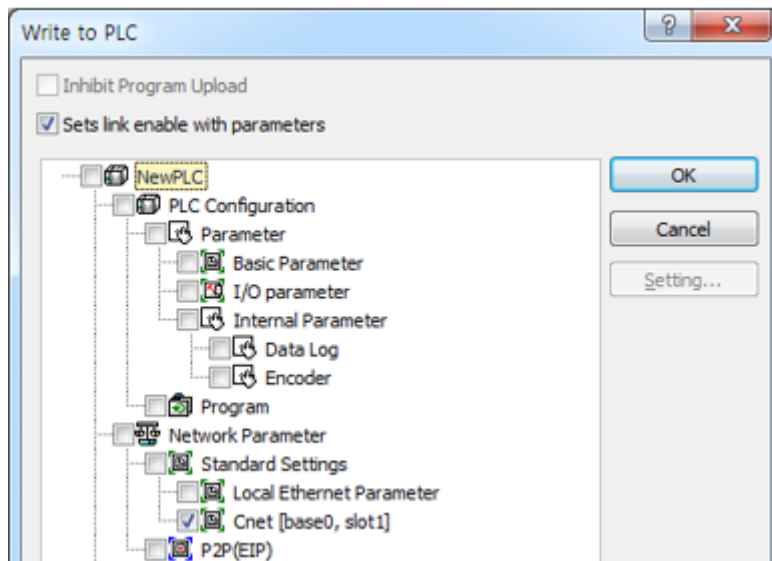 Write to PLC
Inhibit Program Upload
Sets link enable with parameters
NewPLC
OK
PLC Configuration
Parameter
Cancel
Basic Parameter
I/O parameter
Setting...
Internal Parameter
Data Log
Encoder
Program
Network Parameter
Standard Settings
Local Ethernet Parameter
Cnet [base0, slot1]
P2P(EIP)